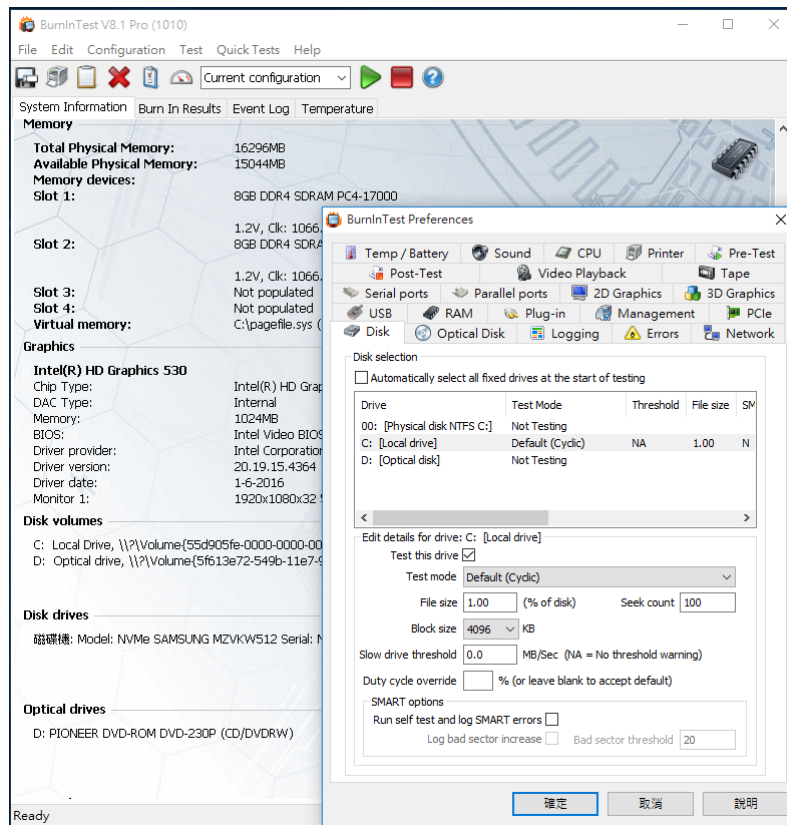 BurnInTest V8.1 Pro (1010)
File Edit Configuration Test Quick Tests Help
Current configuration
System Information Burn In Results Event Log Temperature
Memory
Total Physical Memory: 16296MB
Available Physical Memory: 15044MB
Memory devices:
Slot 1: 8GB DDR4 SDRAM PC4-17000
1.2V, Clk: 1066.
Slot 2: 8GB DDR4 SDRA
1.2V, Clk: 1066.
Slot 3: Not populated
Slot 4: Not populated
Virtual memory: C:\pagefile.sys (
Graphics
Intel(R) HD Graphics 530
Chip Type: Intel(R) HD Grap
DAC Type: Internal
Memory: 1024MB
BIOS: Intel Video BIOS
Driver provider: Intel Corporation
Driver version: 20.19.15.4364
Driver date: 1-6-2016
Monitor 1: 1920x1080x32
Disk volumes
C: Local Drive, \\?\Volume{55d905fe-0000-0000-00
D: Optical drive, \\?\Volume{5f613e72-549b-11e7-9
Disk drives
磁碟機: Model: NVMe SAMSUNG MZVKW512 Serial:
Optical drives
D: PIONEER DVD-ROM DVD-230P (CD/DVDRW)
Ready
BurnInTest Preferences
Temp / Battery Sound CPU Printer Pre-Test
Post-Test Video Playback Tape
Serial ports Parallel ports 2D Graphics 3D Graphics
USB RAM Plug-in Management PCIe
Disk Optical Disk Logging Errors Network
Disk selection
Automatically select all fixed drives at the start of testing
Drive Test Mode Threshold File size SM
00: [Physical disk NTFS C:] Not Testing
C: [Local drive] Default (Cyclic) NA 1.00 N
D: [Optical disk] Not Testing
Edit details for drive: C: [Local drive]
Test this drive
Test mode Default (Cyclic)
File size 1.00 (% of disk) Seek count 100
Block size 4096 KB
Slow drive threshold 0.0 MB/Sec (NA = No threshold warning)
Duty cycle override % (or leave blank to accept default)
SMART options
Run self test and log SMART errors
Log bad sector increase Bad sector threshold 20
確定 取消 說明